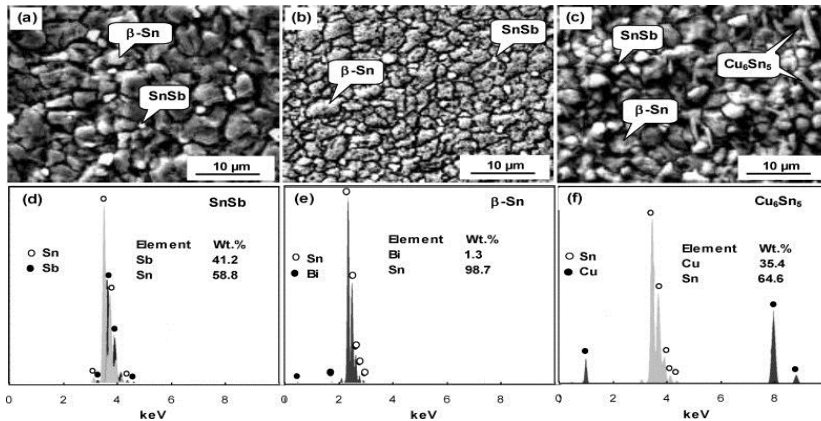 (a)
β-Sn
SnSb
10 µm
(b)
SnSb
β-Sn
10 µm
(c)
SnSb
Cu6Sn5
β-Sn
10 µm
(d) SnSb
Element Wt.%
Sb 41.2
Sn 58.8
Sn
Sb
0 2 4 6 8
keV
(e) β-Sn
Element Wt.%
Bi 1.3
Sn 98.7
Sn
Bi
0 2 4 6 8
keV
(f) Cu6Sn5
Element Wt.%
Cu 35.4
Sn 64.6
Sn
Cu
0 2 4 6 8 10
keV